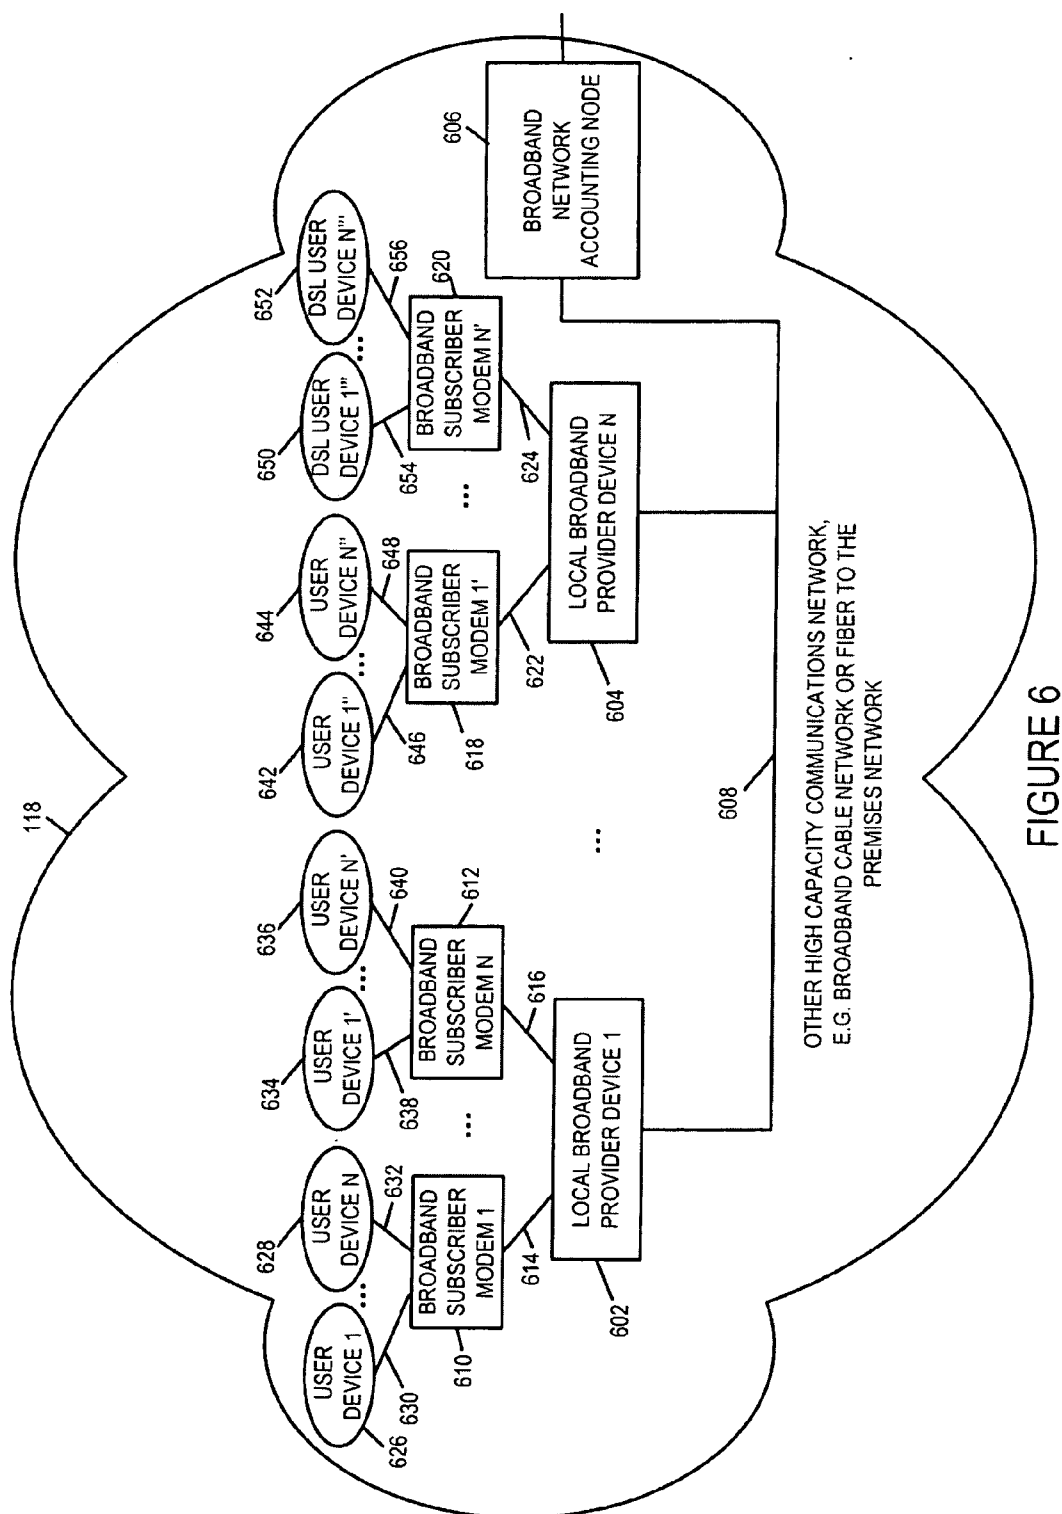 118
USER
DEVICE 1
626
630
USER
DEVICE N
628
632
USER
DEVICE 1'
634
638
USER
DEVICE N'
636
640
USER
DEVICE 1"
642
646
USER
DEVICE N"
644
648
DSL USER
DEVICE 1'''
650
654
DSL USER
DEVICE N'''
652
656
...
...
...
...
BROADBAND
SUBSCRIBER
MODEM 1
610
614
...
BROADBAND
SUBSCRIBER
MODEM N
612
616
BROADBAND
SUBSCRIBER
MODEM 1'
618
622
...
BROADBAND
SUBSCRIBER
MODEM N'
620
624
LOCAL BROADBAND
PROVIDER DEVICE 1
602
...
LOCAL BROADBAND
PROVIDER DEVICE N
604
BROADBAND
NETWORK
ACCOUNTING NODE
606
608
OTHER HIGH CAPACITY COMMUNICATIONS NETWORK,
E.G. BROADBAND CABLE NETWORK OR FIBER TO THE
PREMISES NETWORK
FIGURE 6